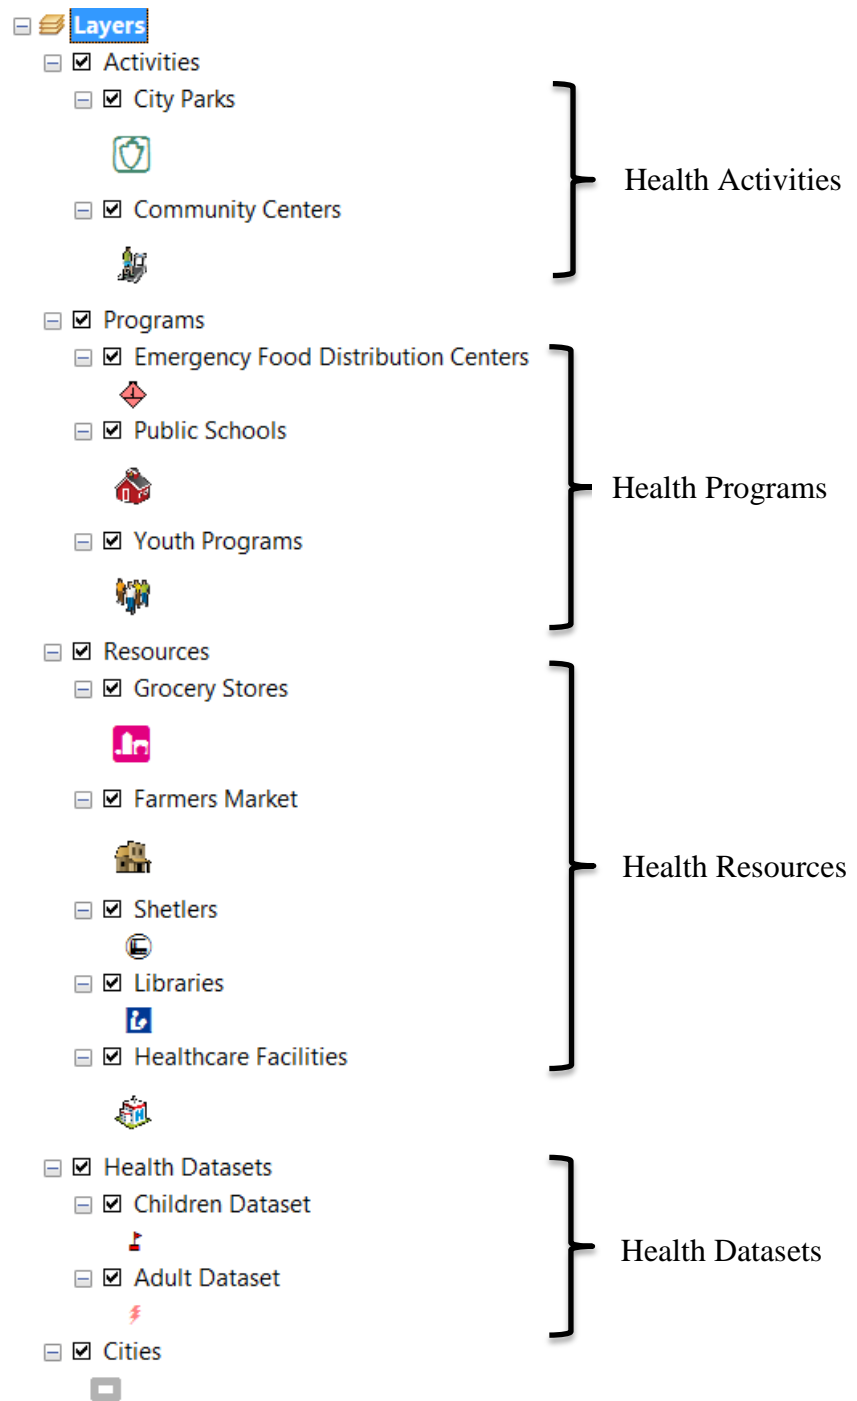 Layers
Activities
City Parks
Health Activities
Community Centers
Programs
Emergency Food Distribution Centers
Public Schools
Health Programs
Youth Programs
Resources
Grocery Stores
Farmers Market
Health Resources
Shetlers
Libraries
Healthcare Facilities
Health Datasets
Children Dataset
Health Datasets
Adult Dataset
Cities